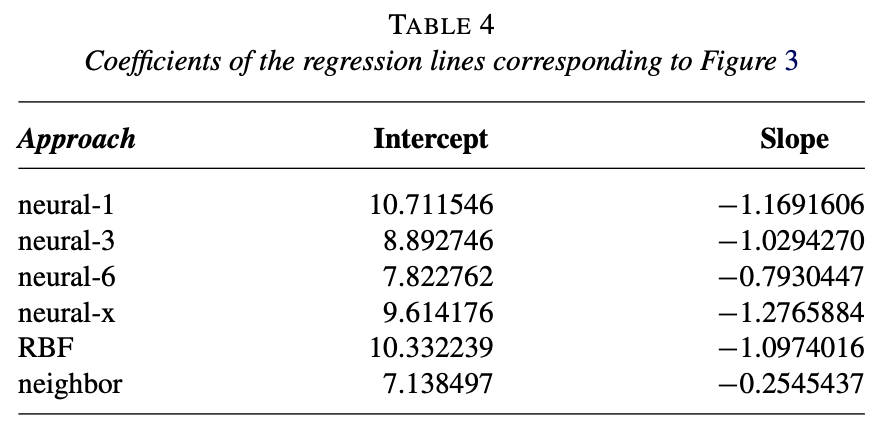 TABLE 4
Coefficients of the regression lines corresponding to Figure 3
Approach Intercept Slope
neural-1 10.711546 −1.1691606
neural-3 8.892746 −1.0294270
neural-6 7.822762 −0.7930447
neural-x 9.614176 −1.2765884
RBF 10.332239 −1.0974016
neighbor 7.138497 −0.2545437